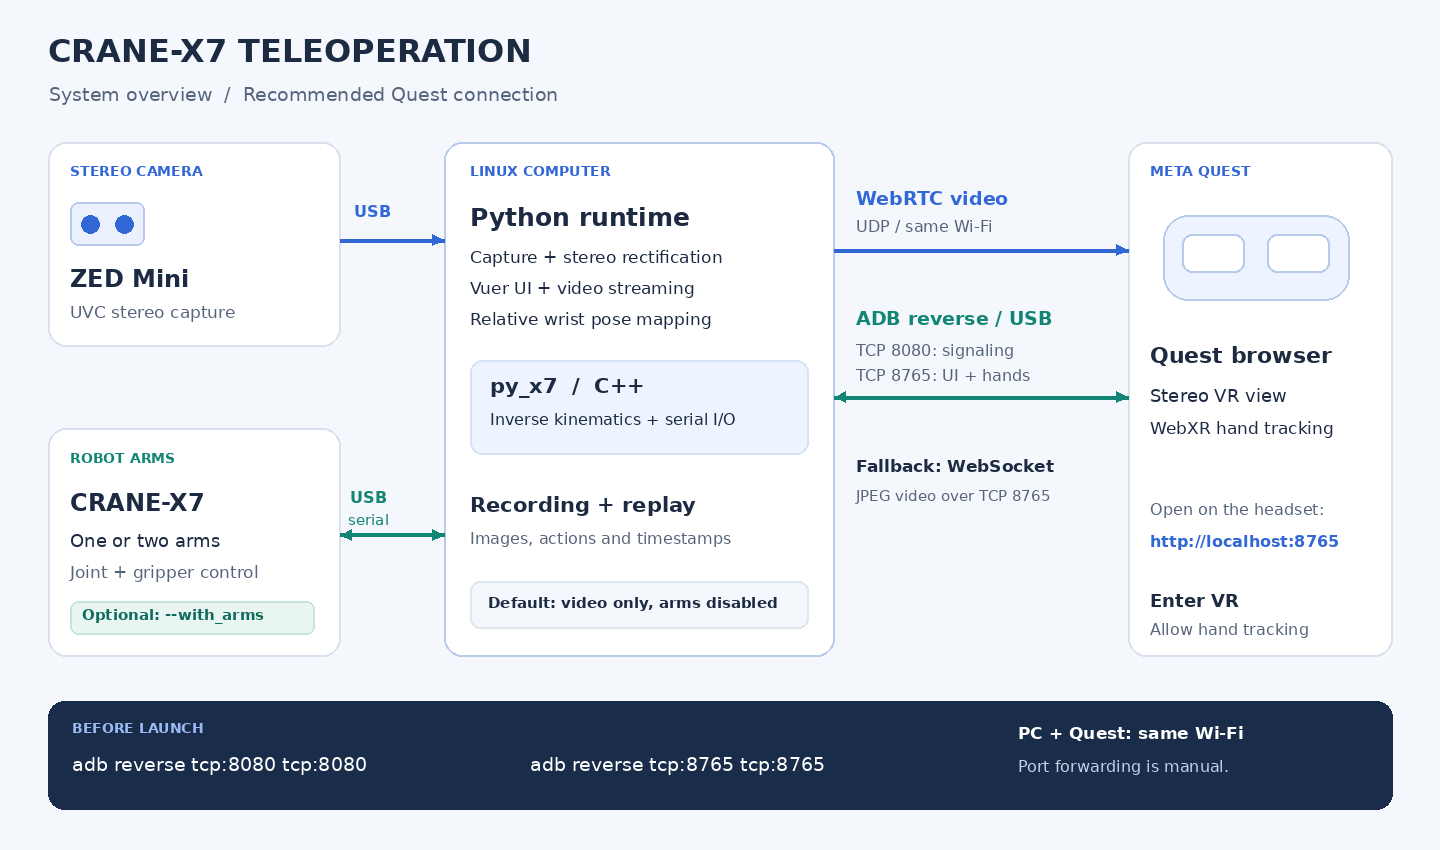 CRANE-X7 TELEOPERATION
System overview / Recommended Quest connection
STEREO CAMERA
ZED Mini
UVC stereo capture
USB
ROBOT ARMS
CRANE-X7
One or two arms
Joint + gripper control
Optional: --with_arms
USB
serial
LINUX COMPUTER
Python runtime
Capture + stereo rectification
Vuer UI + video streaming
Relative wrist pose mapping
py_x7 / C++
Inverse kinematics + serial I/O
Recording + replay
Images, actions and timestamps
Default: video only, arms disabled
WebRTC video
UDP / same Wi-Fi
ADB reverse / USB
TCP 8080: signaling
TCP 8765: UI + hands
Fallback: WebSocket
JPEG video over TCP 8765
META QUEST
Quest browser
Stereo VR view
WebXR hand tracking
Open on the headset:
http://localhost:8765
Enter VR
Allow hand tracking
BEFORE LAUNCH
adb reverse tcp:8080 tcp:8080
adb reverse tcp:8765 tcp:8765
PC + Quest: same Wi-Fi
Port forwarding is manual.